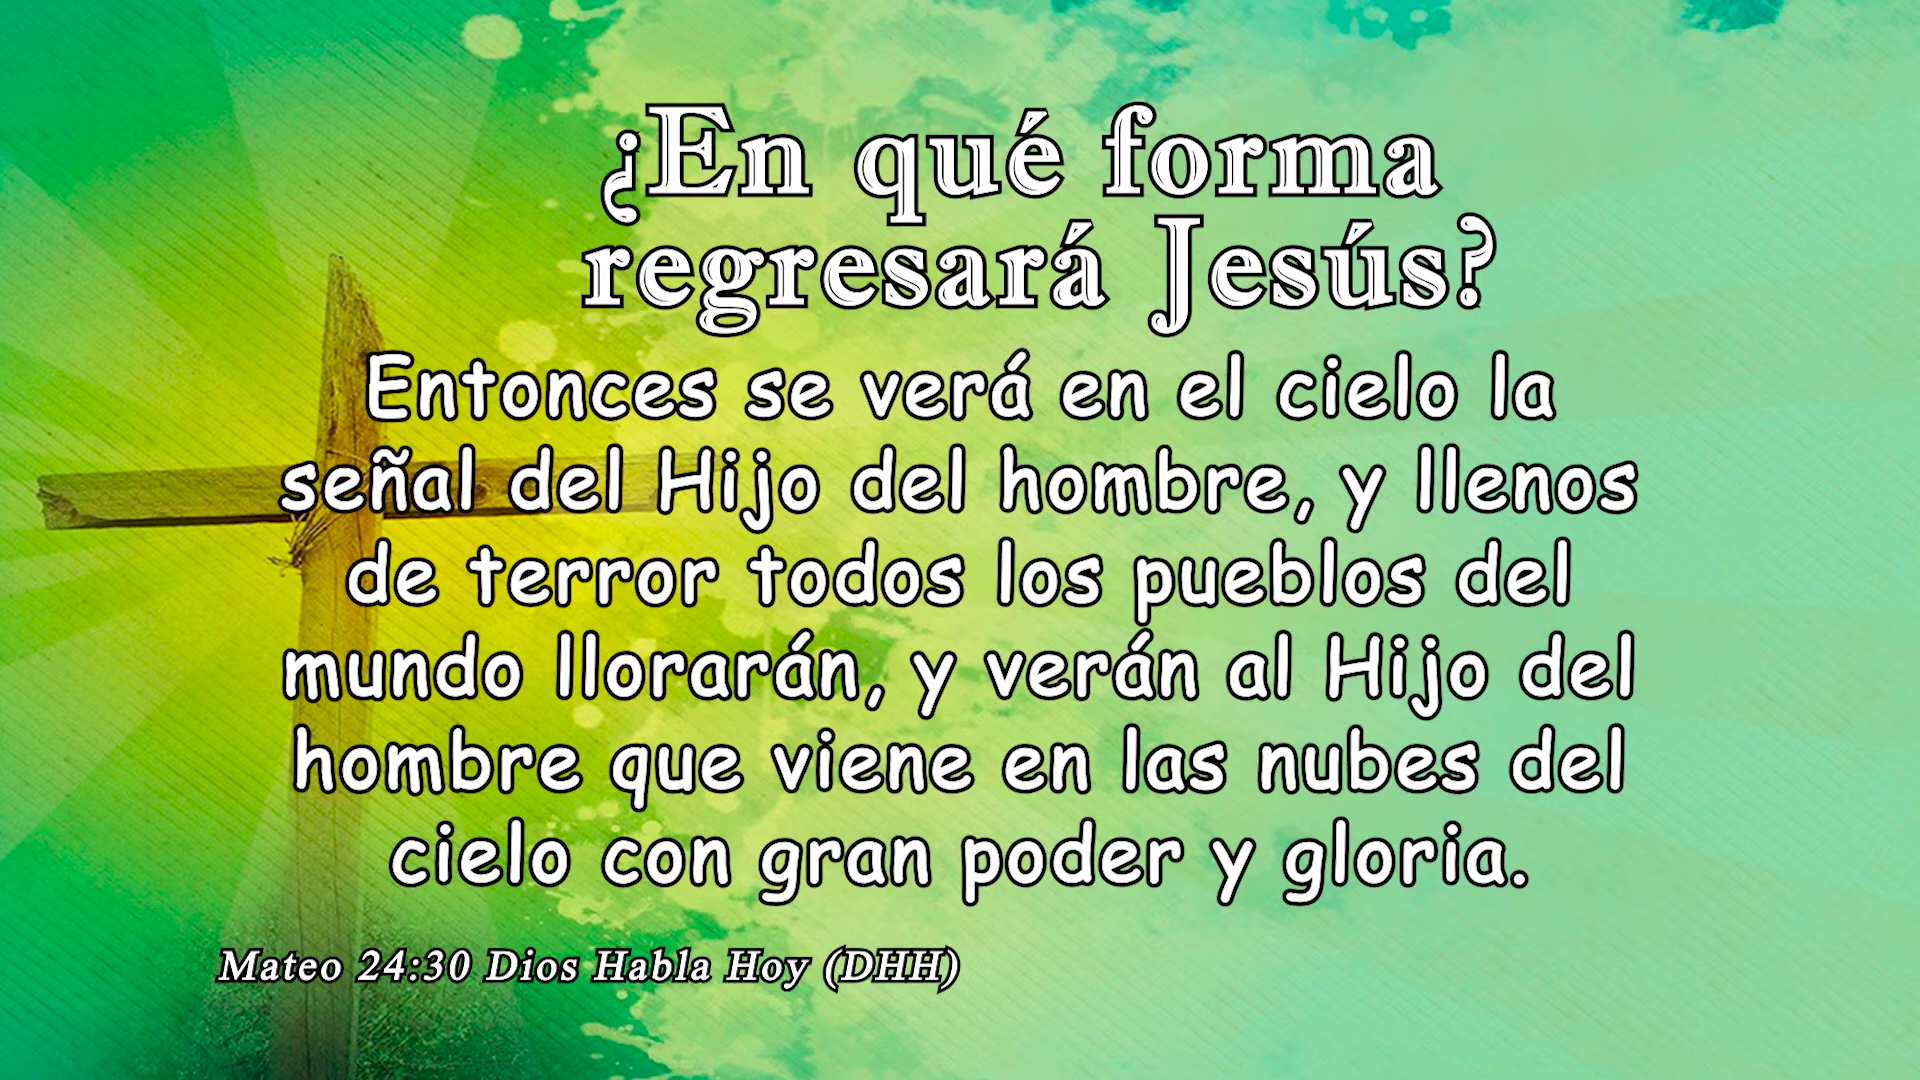 ¿En qué forma
regresará Jesús?
Entonces se verá en el cielo la
señal del Hijo del hombre, y llenos
de terror todos los pueblos del
mundo llorarán, y verán al Hijo del
hombre que viene en las nubes del
cielo con gran poder y gloria.
Mateo 24:30 Dios Habla Hoy (DHH)